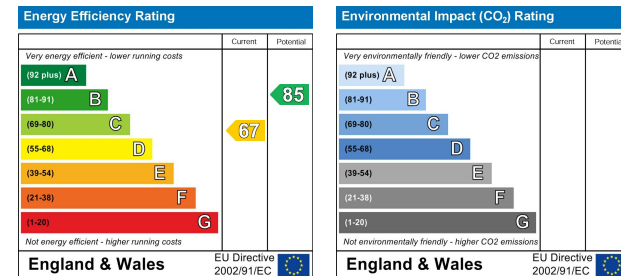 Energy Efficiency Rating
Current Potential
Very energy efficient - lower running costs
(92 plus) A
(81-91) B
85
(69-80) C
67
(55-68) D
(39-54) E
(21-38) F
(1-20) G
Not energy efficient - higher running costs
England & Wales
EU Directive
2002/91/EC
Environmental Impact (CO₂) Rating
Current Potentia
Very environmentally friendly - lower CO2 emissions
(92 plus) A
(81-91) B
(69-80) C
(55-68) D
(39-54) E
(21-38) F
(1-20) G
Not environmentally friendly - higher CO2 emissions
England & Wales
EU Directive
2002/91/EC